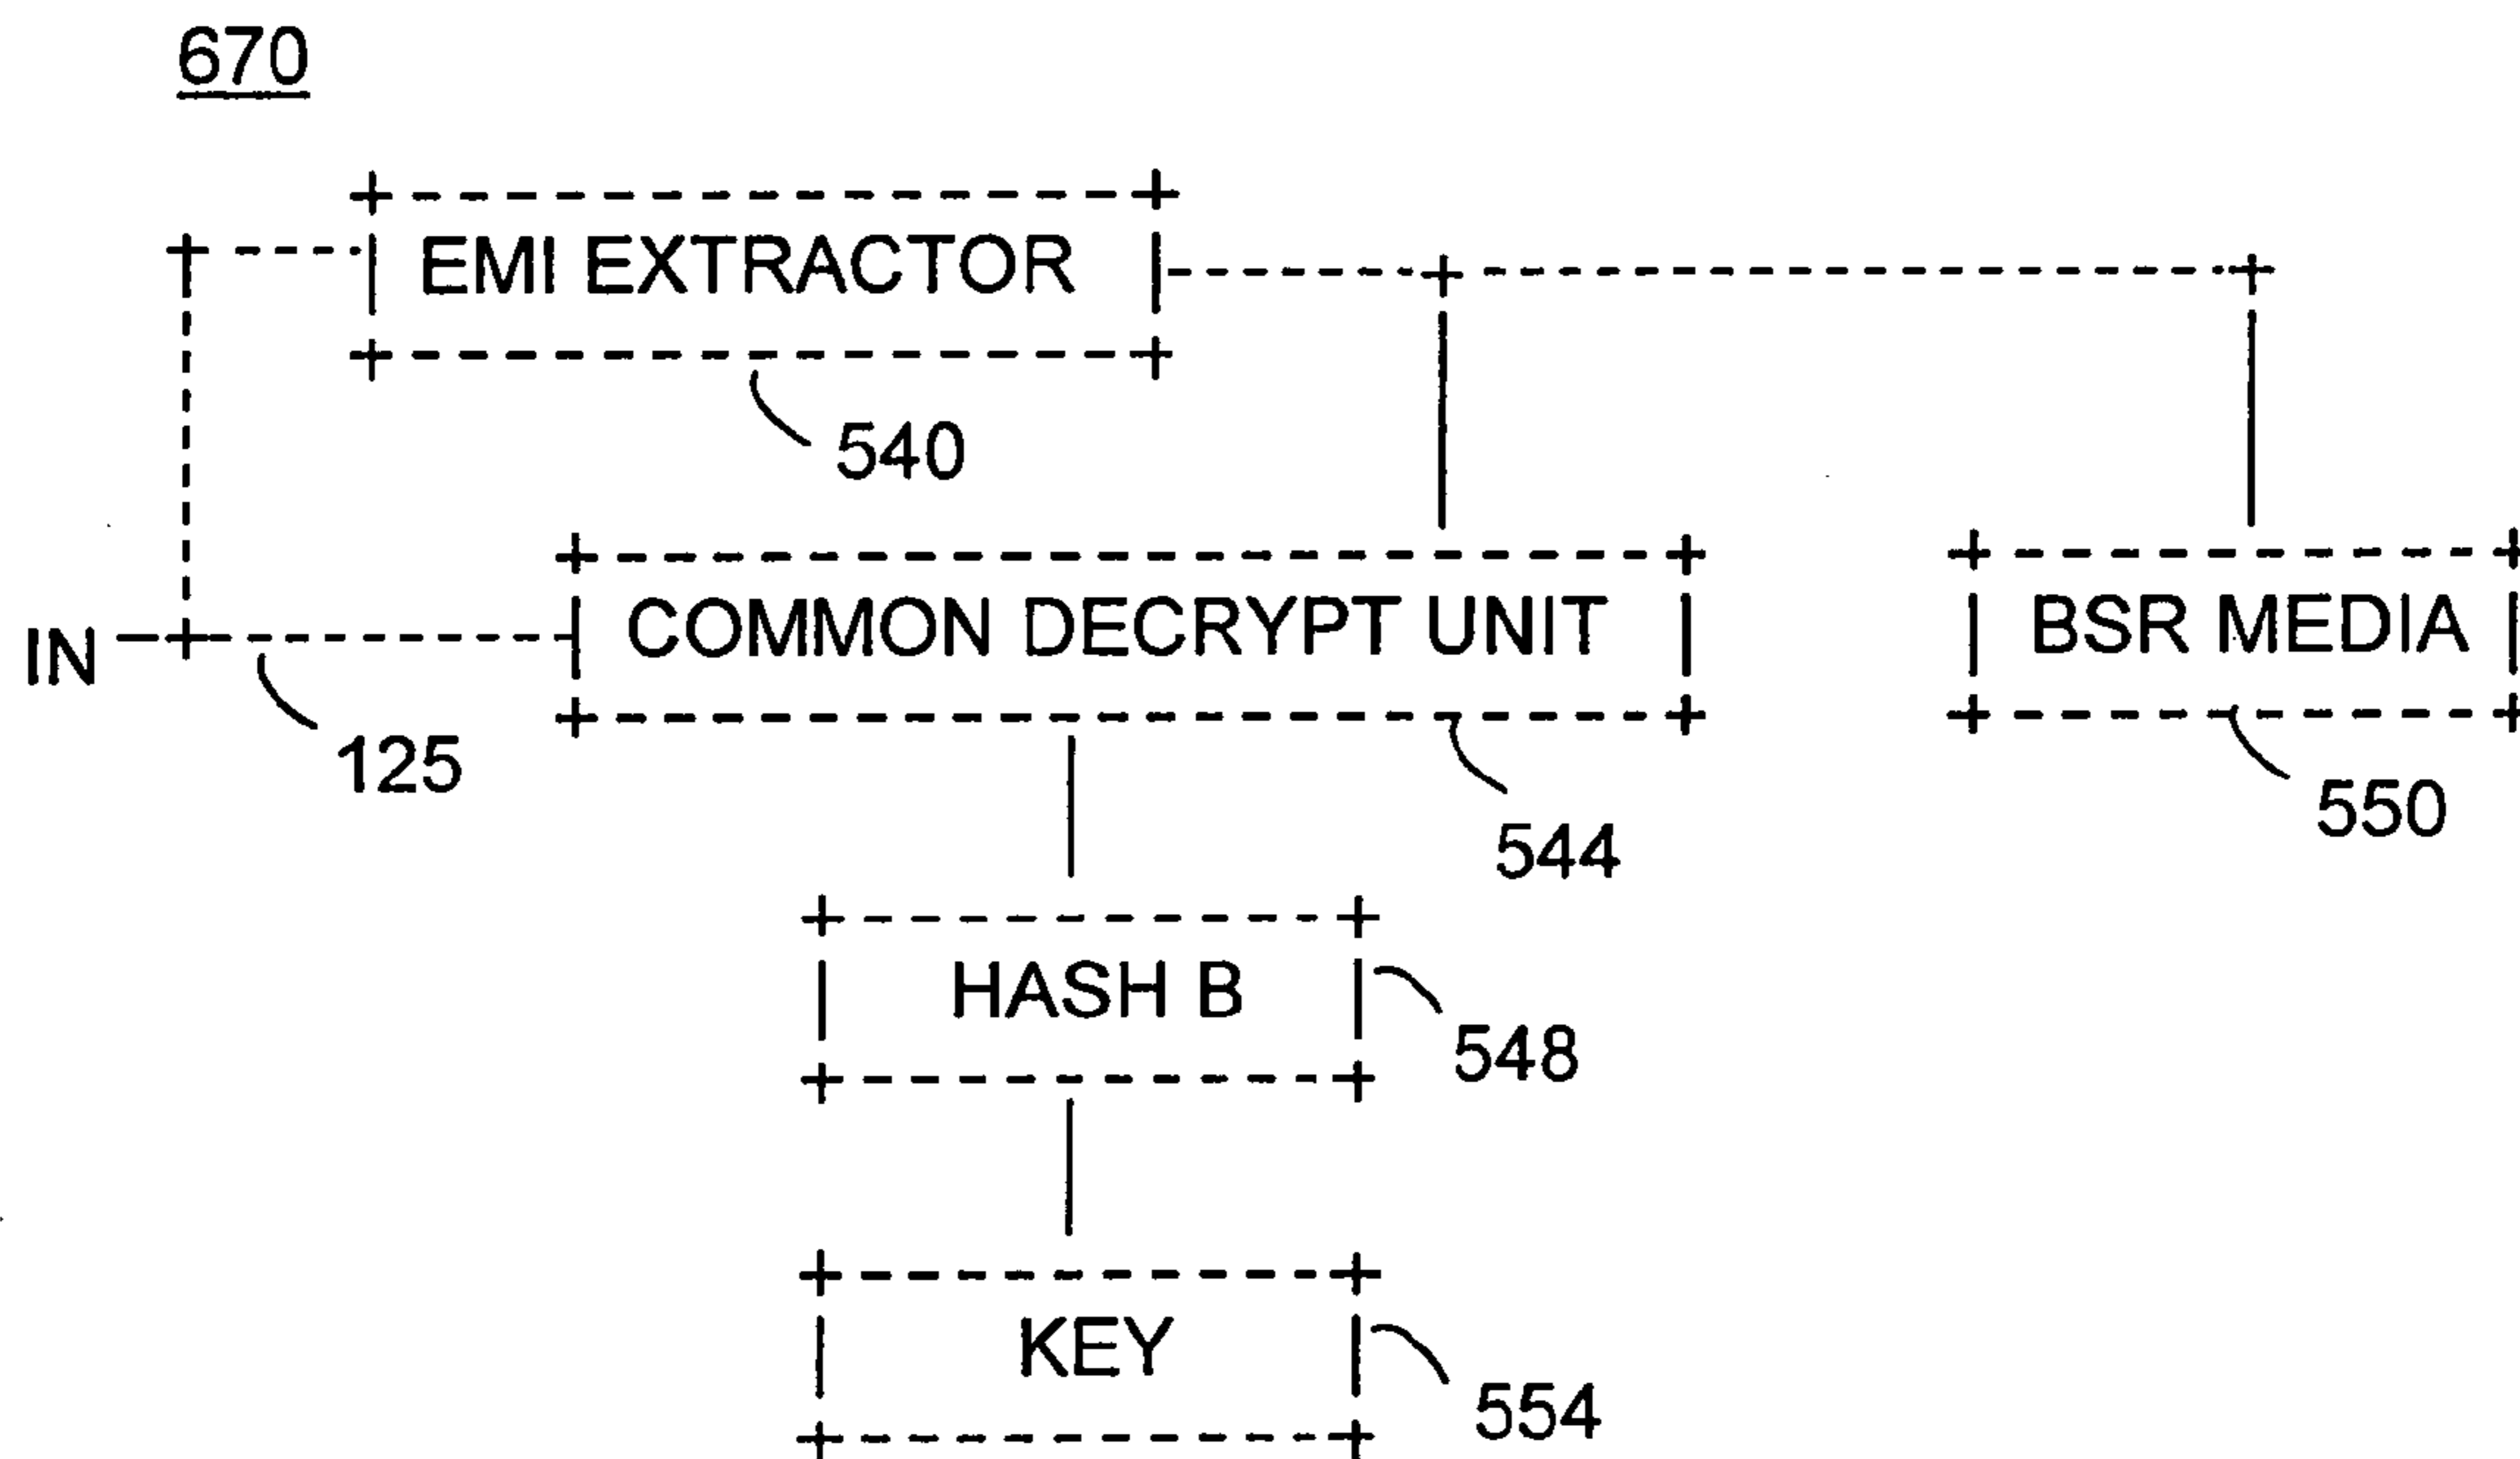 670
EMI EXTRACTOR
540
IN
COMMON DECRYPT UNIT
BSR MEDIA
125
544
550
HASH B
548
KEY
554